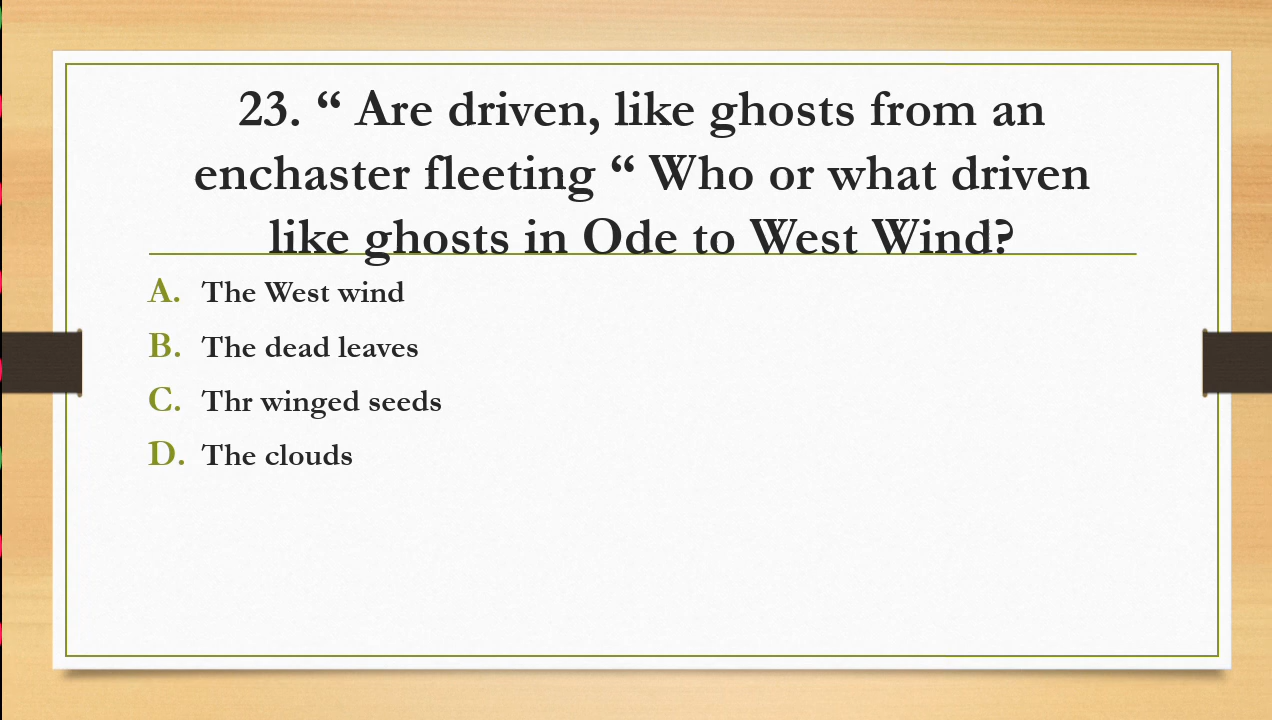 23. “ Are driven, like ghosts from an
enchaster fleeting “ Who or what driven
like ghosts in Ode to West Wind?
A. The West wind
B. The dead leaves
C. Thr winged seeds
D. The clouds